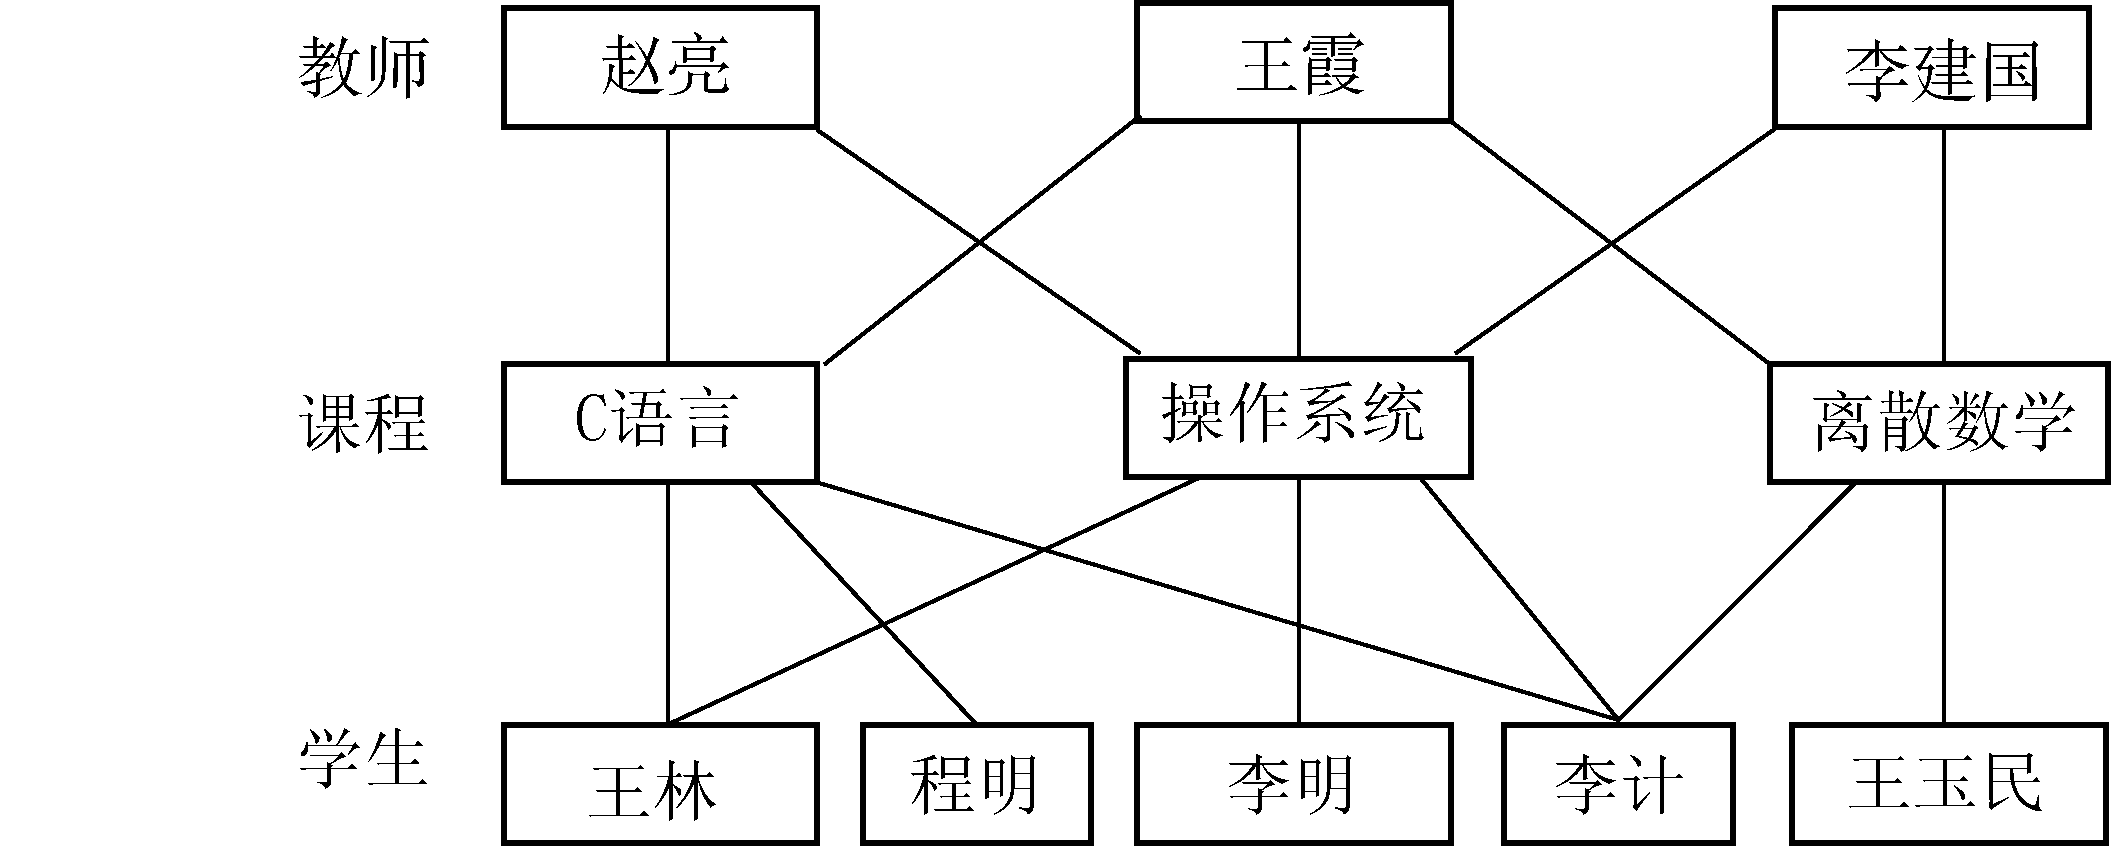 教师 赵亮 王霞 李建国
课程 C语言 操作系统 离散数学
学生 王林 程明 李明 李计 王玉民